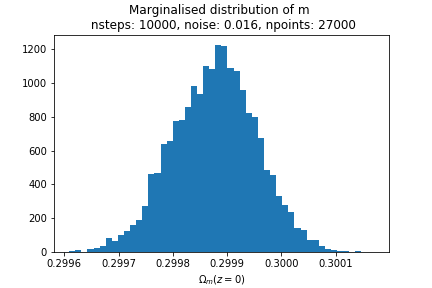 Marginalised distribution of m
nsteps: 10000, noise: 0.016, npoints: 27000
1200
1000
800
600
400
200
0
0.2996 0.2997 0.2998 0.2999 0.3000 0.3001
Ωm(z = 0)